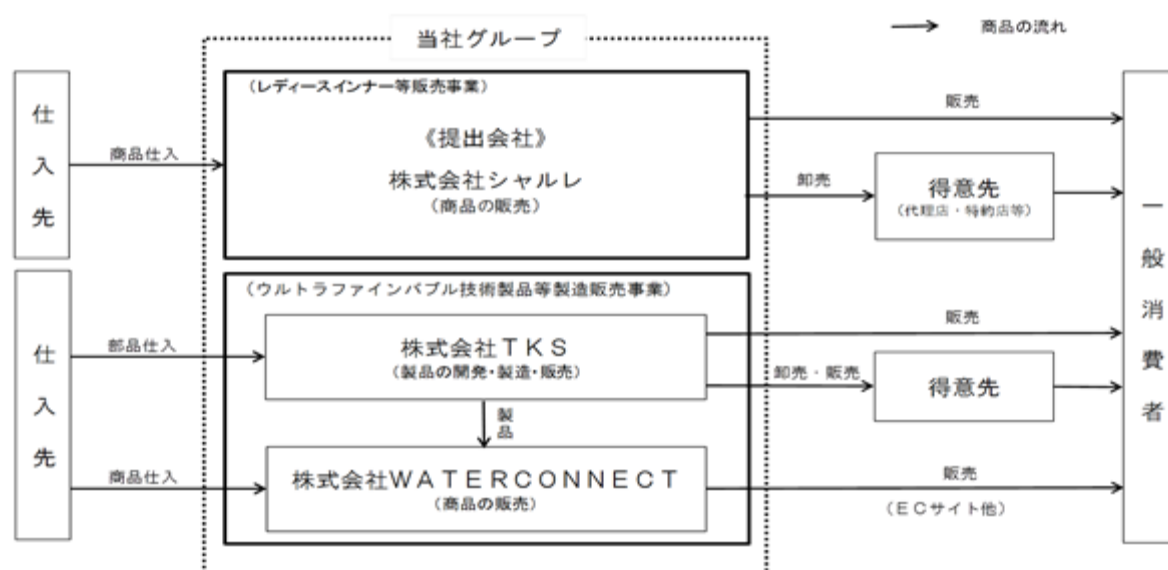 当社グループ
商品の流れ
仕入先
商品仕入
(レディースインナー等販売事業)
《提出会社》
株式会社シャルレ
(商品の販売)
販売
卸売
得意先
(代理店・特約店等)
一般消費者
仕入先
部品仕入
商品仕入
(ウルトラファインバブル技術製品等製造販売事業)
株式会社TKS
(製品の開発・製造・販売)
製品
株式会社WATERCONNECT
(商品の販売)
販売
卸売・販売
得意先
販売
(ECサイト他)